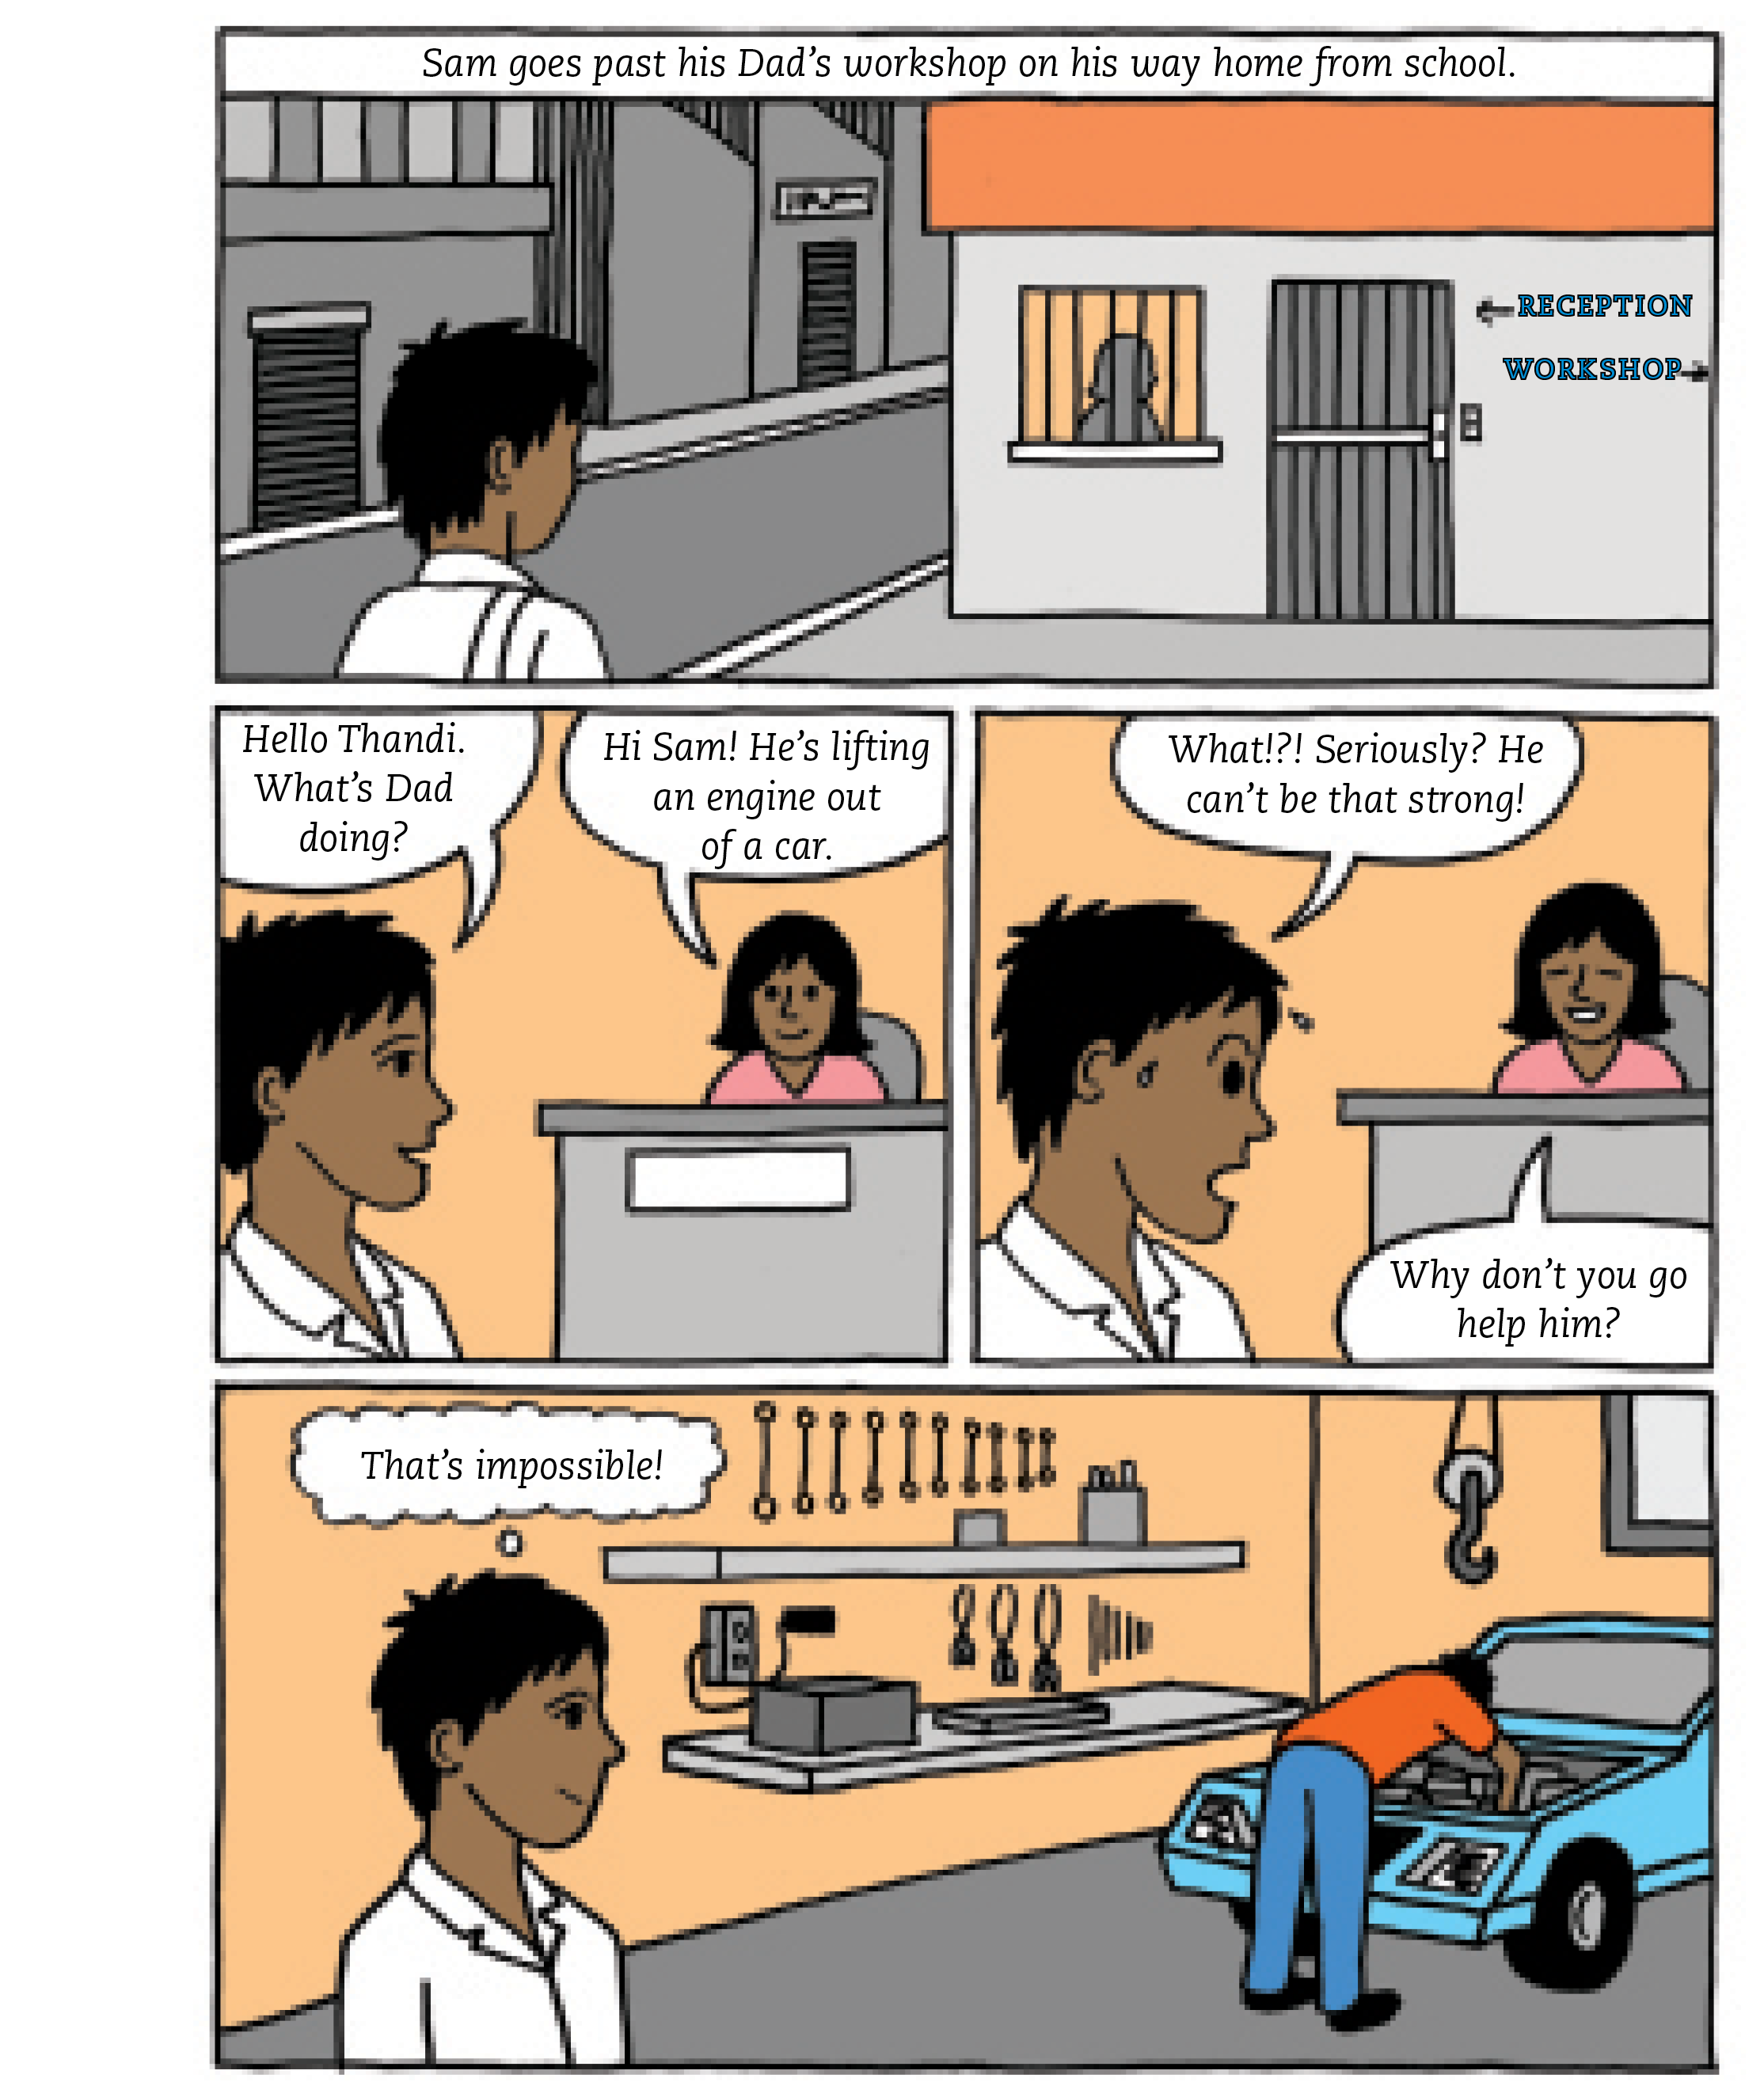 Sam goes past his Dad's workshop on his way home from school.
←RECEPTION
WORKSHOP→
Hello Thandi.
What's Dad
doing?
Hi Sam! He's lifting
an engine out
of a car.
What!?! Seriously? He
can't be that strong!
Why don't you go
help him?
That's impossible!